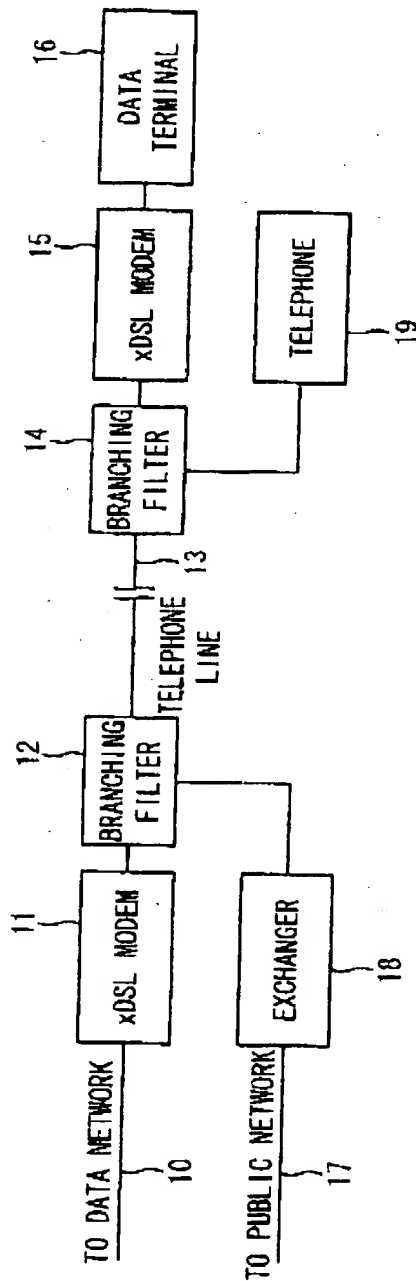 16
DATA
TERMINAL
15
xDSL MODEM
14
BRANCHING
FILTER
TELEPHONE
19
13
TELEPHONE
LINE
12
BRANCHING
FILTER
11
xDSL MODEM
EXCHANGER
18
TO DATA NETWORK
10
TO PUBLIC NETWORK
17